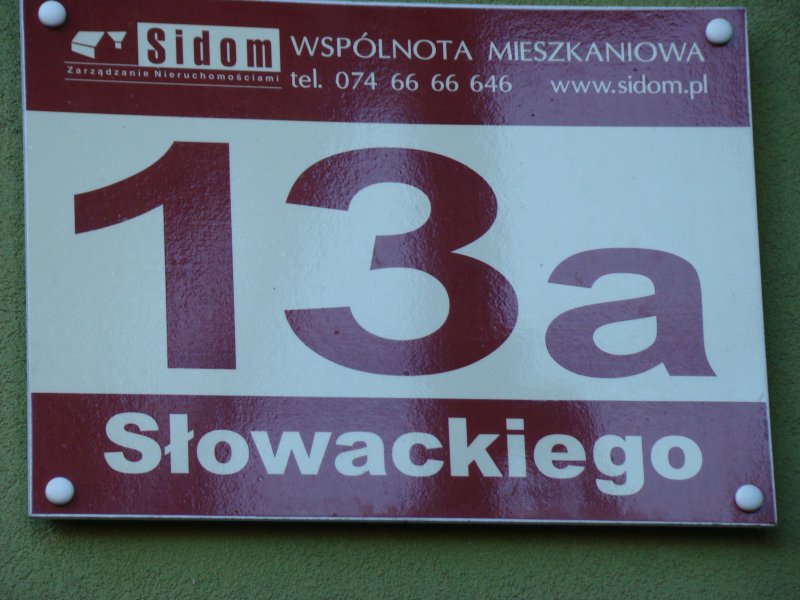 Sidom
Zarządzanie Nieruchomościami
WSPÓLNOTA MIESZKANIOWA
tel. 074 66 66 646 www.sidom.pl
13a
Słowackiego